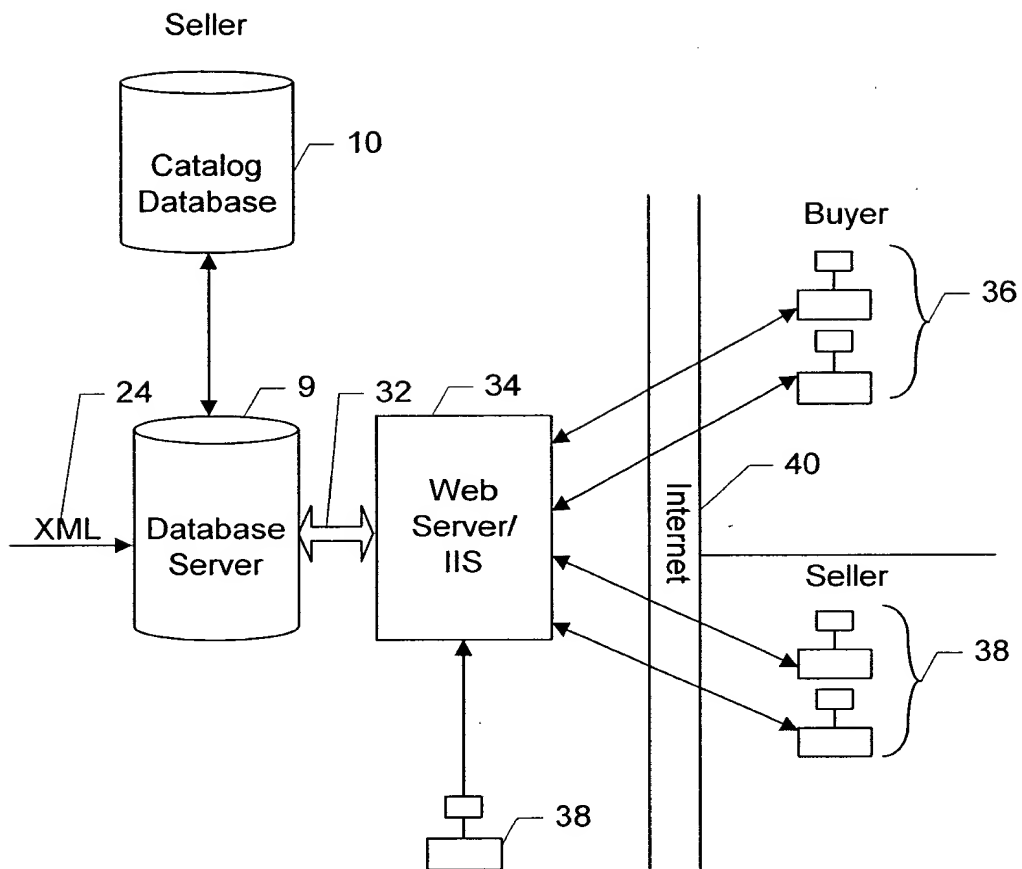 Seller
Catalog
Database
10
Buyer
36
24
9
32
34
XML
Database
Server
Web
Server/
IIS
Internet
40
Seller
38
38